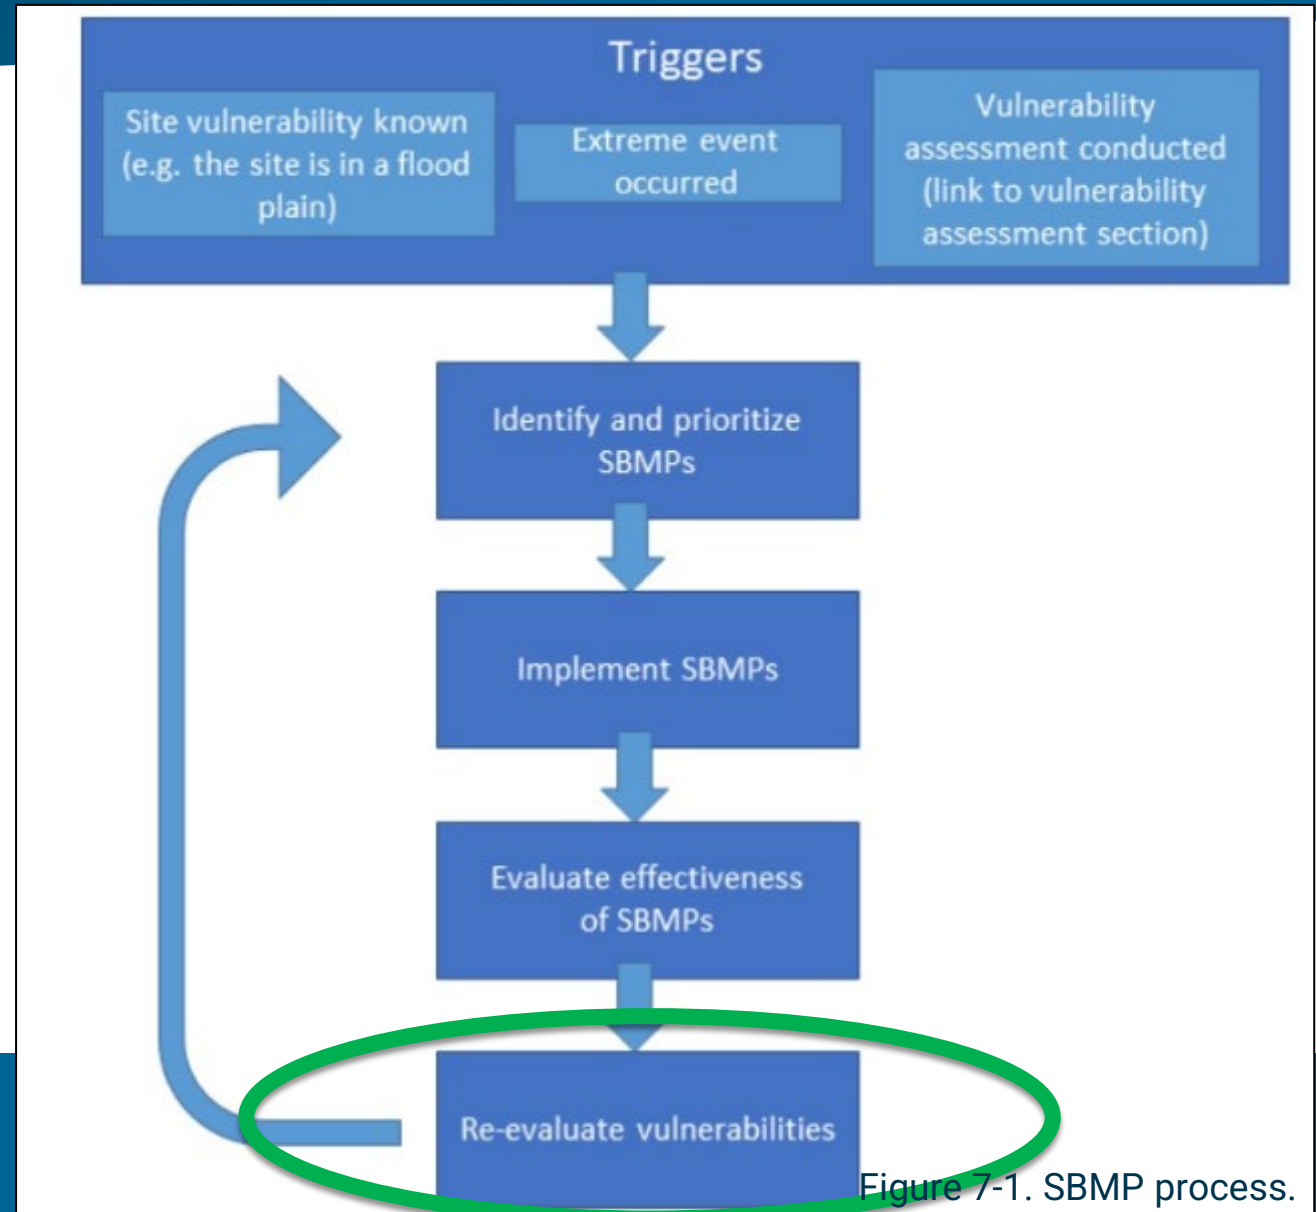 Triggers
Site vulnerability known
(e.g. the site is in a flood
plain)
Extreme event
occurred
Vulnerability
assessment conducted
(link to vulnerability
assessment section)
Identify and prioritize
SBMPs
Implement SBMPs
Evaluate effectiveness
of SBMPs
Re-evaluate vulnerabilities
Figure 7-1. SBMP process.